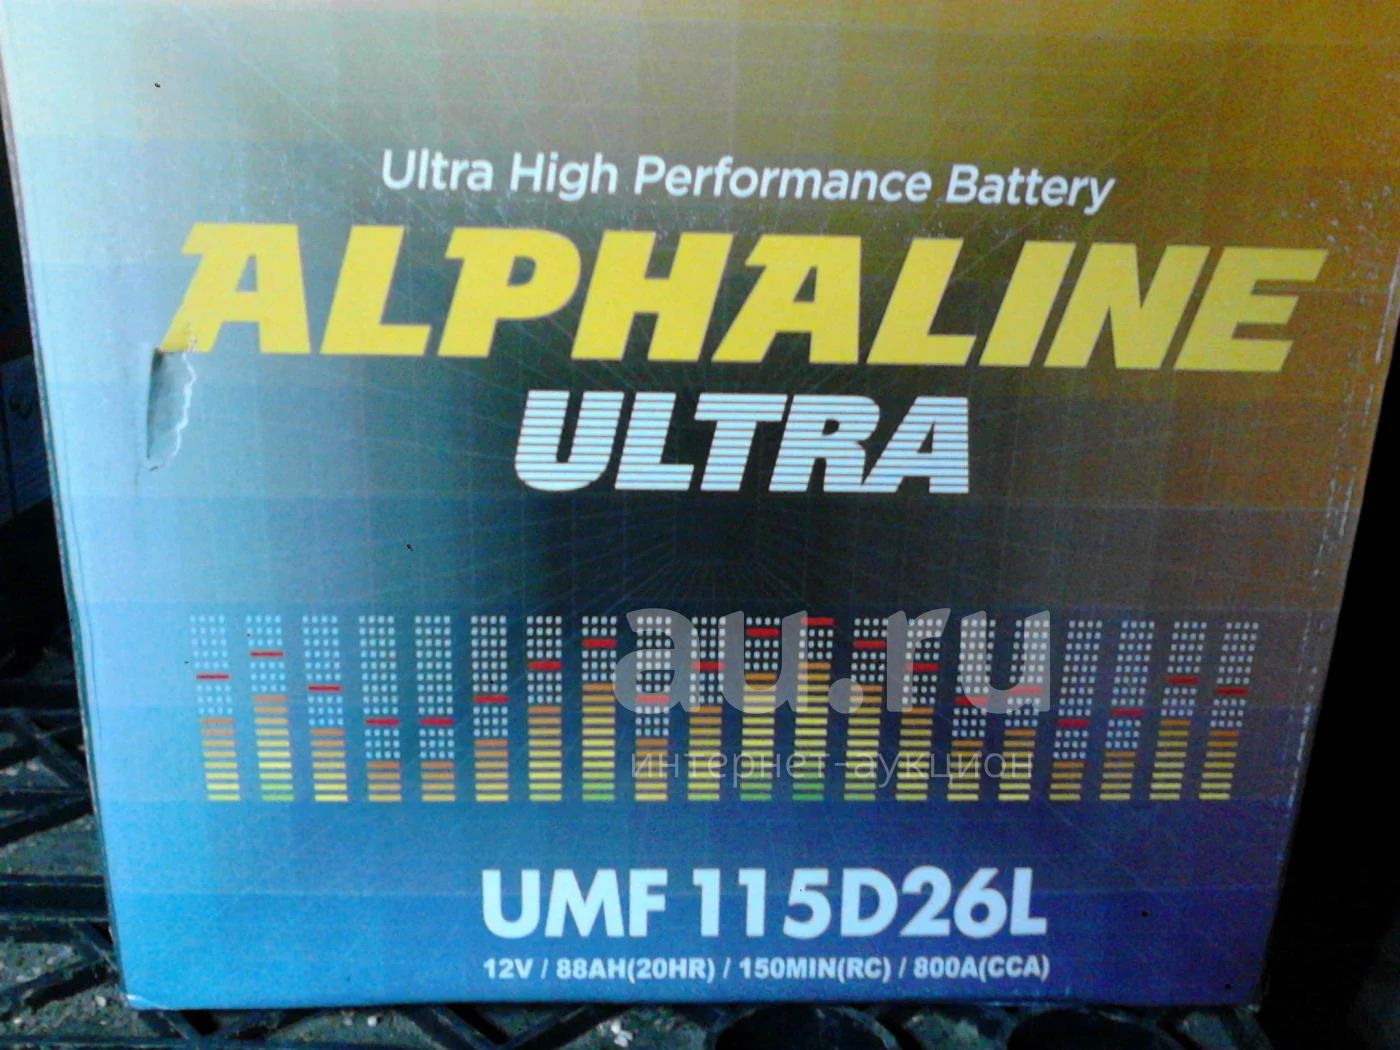 Ultra High Performance Battery
ALPHALINE
ULTRA
au.ru
интернет-аукцион
UMF 115D26L
12V / 88AH(20HR) / 150MIN(RC) / 800A(CCA)